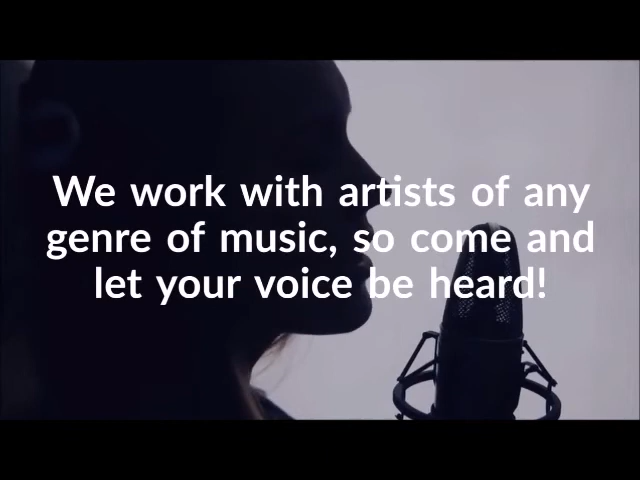 We work with artists of any
genre of music, so come and
let your voice be heard!